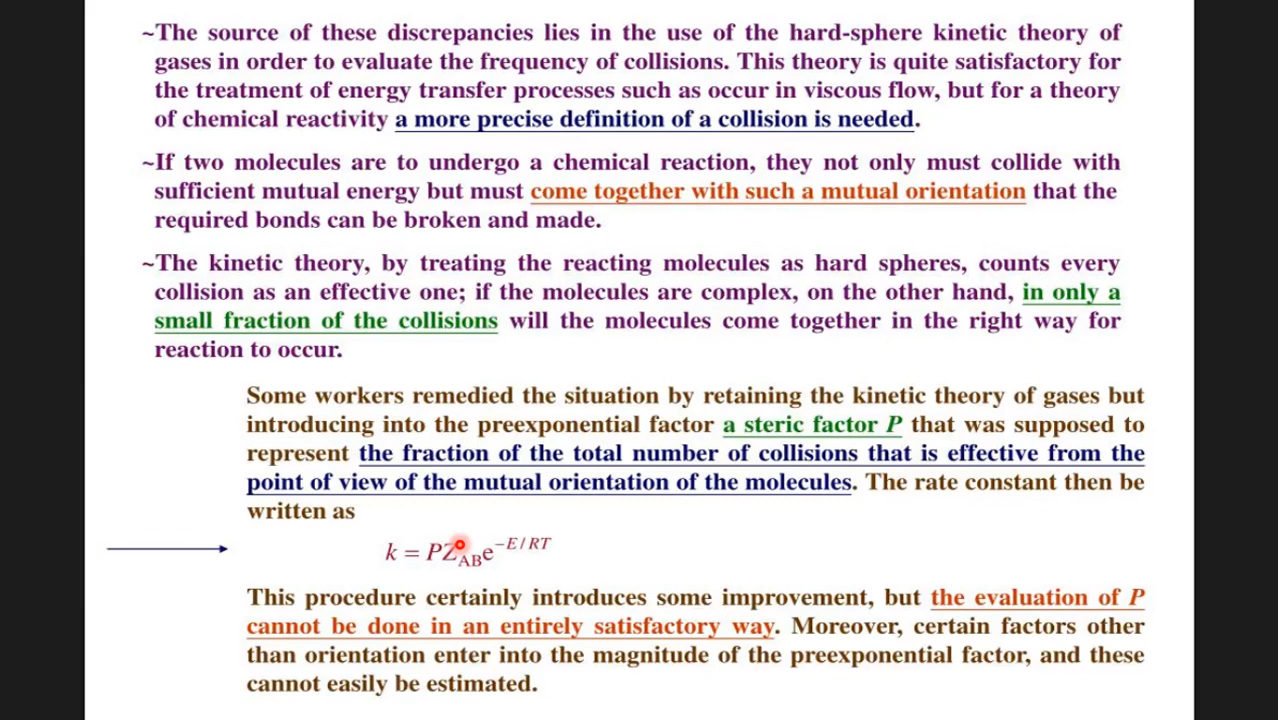 ~The source of these discrepancies lies in the use of the hard-sphere kinetic theory of
gases in order to evaluate the frequency of collisions. This theory is quite satisfactory for
the treatment of energy transfer processes such as occur in viscous flow, but for a theory
of chemical reactivity a more precise definition of a collision is needed.
~If two molecules are to undergo a chemical reaction, they not only must collide with
sufficient mutual energy but must come together with such a mutual orientation that the
required bonds can be broken and made.
~The kinetic theory, by treating the reacting molecules as hard spheres, counts every
collision as an effective one; if the molecules are complex, on the other hand, in only a
small fraction of the collisions will the molecules come together in the right way for
reaction to occur.
Some workers remedied the situation by retaining the kinetic theory of gases but
introducing into the preexponential factor a steric factor P that was supposed to
represent the fraction of the total number of collisions that is effective from the
point of view of the mutual orientation of the molecules. The rate constant then be
written as
k = PZ_AB e^{−E/RT}
This procedure certainly introduces some improvement, but the evaluation of P
cannot be done in an entirely satisfactory way. Moreover, certain factors other
than orientation enter into the magnitude of the preexponential factor, and these
cannot easily be estimated.